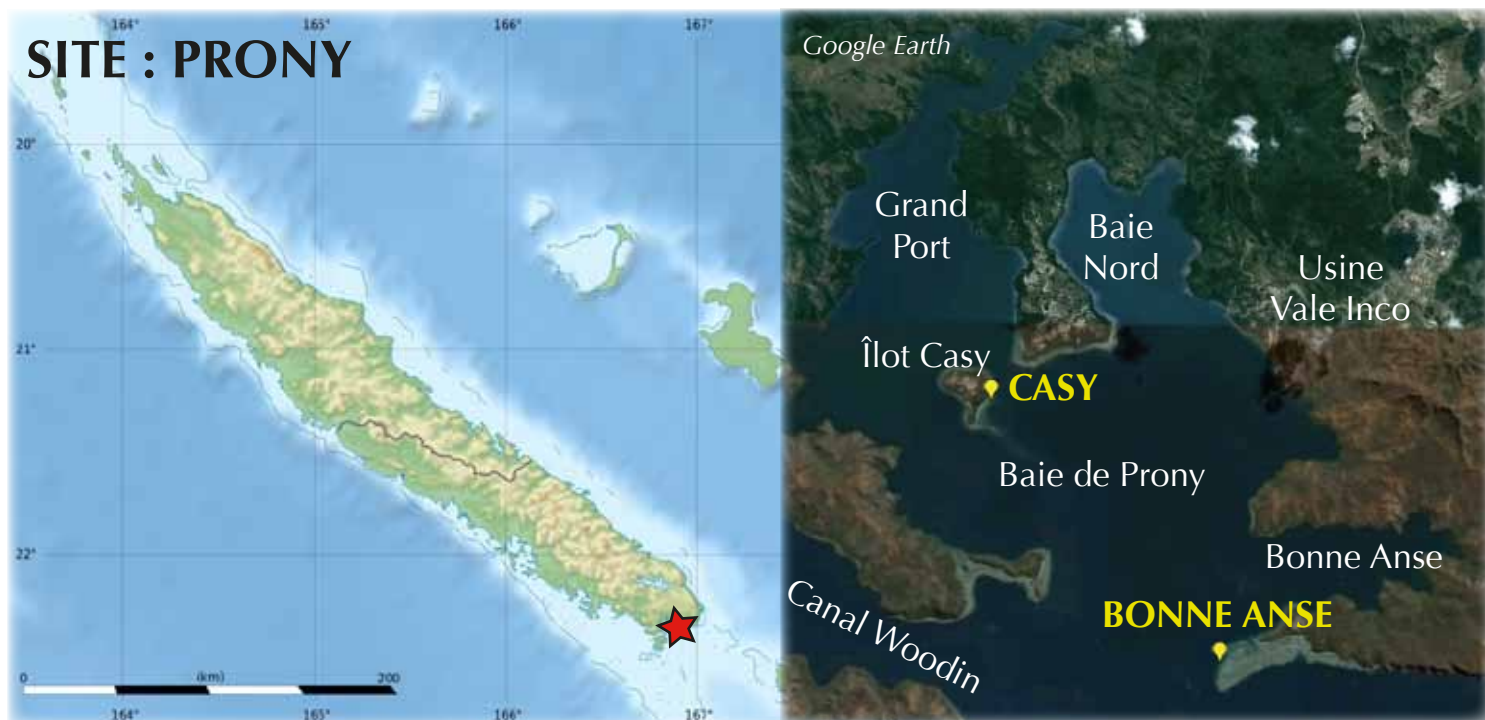 164°
165°
166°
167°
SITE : PRONY
20°
21°
22°
0
(km)
200
164°
165°
166°
167°
Google Earth
Grand
Port
Baie
Nord
Usine
Vale Inco
Îlot Casy
CASY
Baie de Prony
Bonne Anse
BONNE ANSE
Canal Woodin